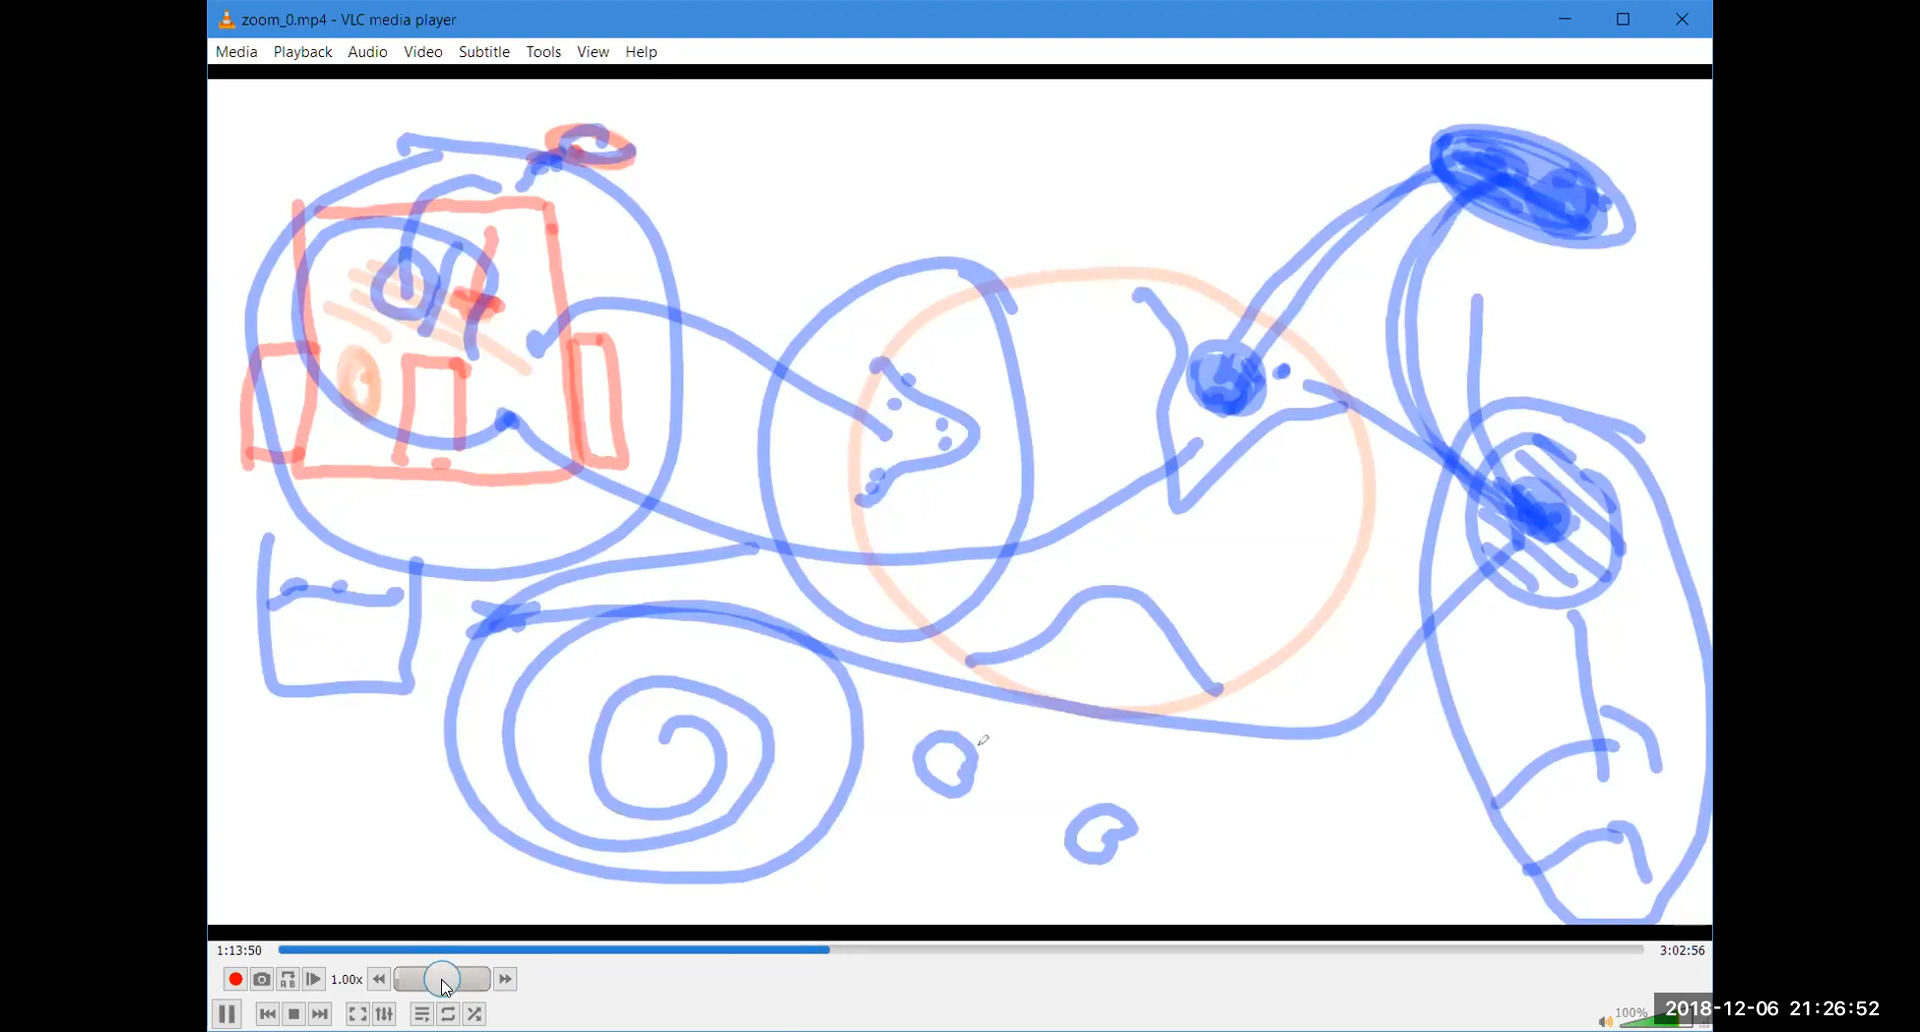 zoom_0.mp4 - VLC media player
Media Playback Audio Video Subtitle Tools View Help
1:13:50 3:02:56
1.00x
100%
2018-12-06 21:26:52